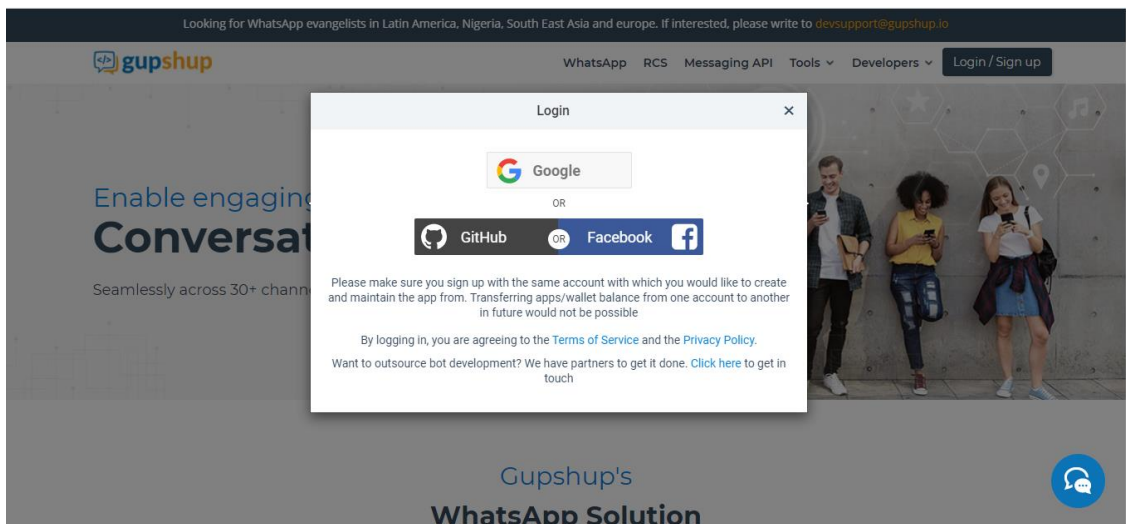 Looking for WhatsApp evangelists in Latin America, Nigeria, South East Asia and europe. If interested, please write to devsupport@gupshup.io
gupshup
WhatsApp RCS Messaging API Tools Developers Login / Sign up
Login ×
Google
OR
GitHub OR Facebook
Enable engaging
Conversat
Seamlessly across 30+ chann
Please make sure you sign up with the same account with which you would like to create
and maintain the app from. Transferring apps/wallet balance from one account to another
in future would not be possible
By logging in, you are agreeing to the Terms of Service and the Privacy Policy.
Want to outsource bot development? We have partners to get it done. Click here to get in
touch
Gupshup's
WhatsApp Solution